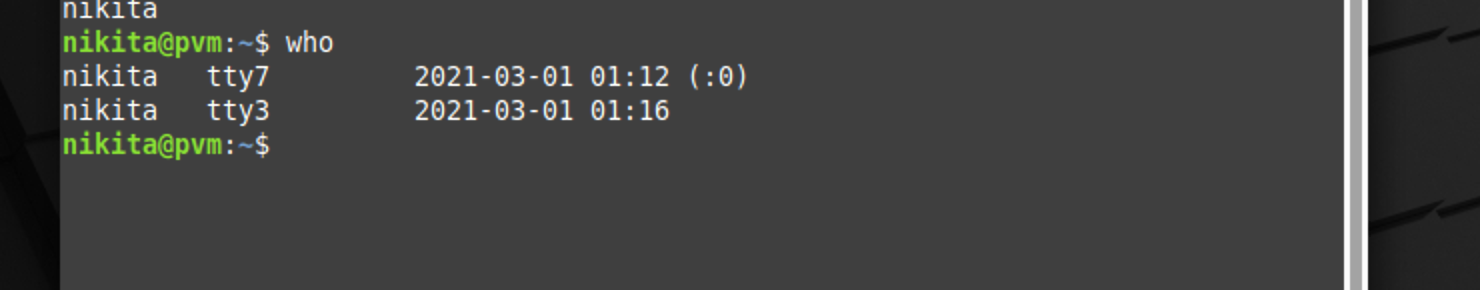 nikita
nikita@pvm:~$ who
nikita   tty7         2021-03-01 01:12 (:0)
nikita   tty3         2021-03-01 01:16
nikita@pvm:~$